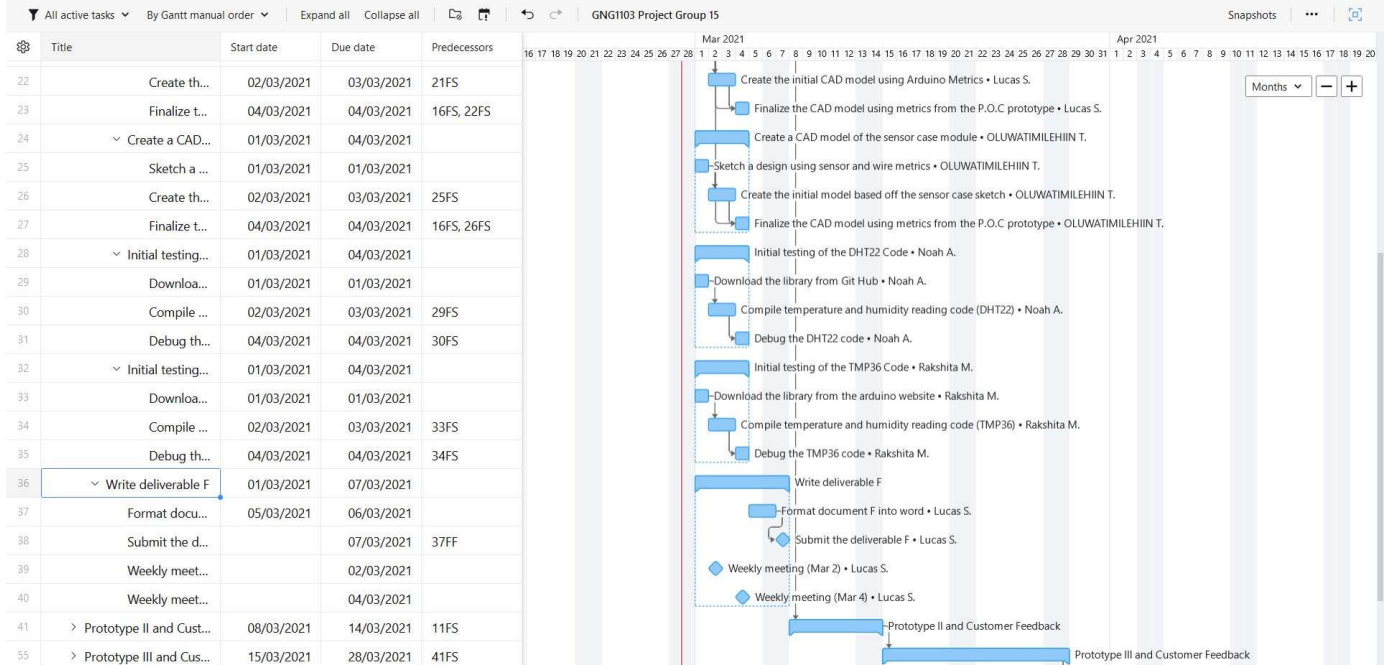 All active tasks By Gantt manual order Expand all Collapse all GNG1103 Project Group 15 Snapshots
Title Start date Due date Predecessors Mar 2021 Apr 2021
16 17 18 19 20 21 22 23 24 25 26 27 28 1 2 3 4 5 6 7 8 9 10 11 12 13 14 15 16 17 18 19 20 21 22 23 24 25 26 27 28 29 30 31 1 2 3 4 5 6 7 8 9 10 11 12 13 14 15 16 17 18 19 20
Months
22 Create th... 02/03/2021 03/03/2021 21FS Create the initial CAD model using Arduino Metrics • Lucas S.
23 Finalize t... 04/03/2021 04/03/2021 16FS, 22FS Finalize the CAD model using metrics from the P.O.C prototype • Lucas S.
24 Create a CAD... 01/03/2021 04/03/2021 Create a CAD model of the sensor case module • OLUWATIMILEHIIN T.
25 Sketch a ... 01/03/2021 01/03/2021 Sketch a design using sensor and wire metrics • OLUWATIMILEHIIN T.
26 Create th... 02/03/2021 03/03/2021 25FS Create the initial model based off the sensor case sketch • OLUWATIMILEHIIN T.
27 Finalize t... 04/03/2021 04/03/2021 16FS, 26FS Finalize the CAD model using metrics from the P.O.C prototype • OLUWATIMILEHIIN T.
28 Initial testing... 01/03/2021 04/03/2021 Initial testing of the DHT22 Code • Noah A.
29 Downloa... 01/03/2021 01/03/2021 Download the library from Git Hub • Noah A.
30 Compile ... 02/03/2021 03/03/2021 29FS Compile temperature and humidity reading code (DHT22) • Noah A.
31 Debug th... 04/03/2021 04/03/2021 30FS Debug the DHT22 code • Noah A.
32 Initial testing... 01/03/2021 04/03/2021 Initial testing of the TMP36 Code • Rakshita M.
33 Downloa... 01/03/2021 01/03/2021 Download the library from the arduino website • Rakshita M.
34 Compile ... 02/03/2021 03/03/2021 33FS Compile temperature and humidity reading code (TMP36) • Rakshita M.
35 Debug th... 04/03/2021 04/03/2021 34FS Debug the TMP36 code • Rakshita M.
36 Write deliverable F 01/03/2021 07/03/2021 Write deliverable F
37 Format docu... 05/03/2021 06/03/2021 Format document F into word • Lucas S.
38 Submit the d... 07/03/2021 37FF Submit the deliverable F • Lucas S.
39 Weekly meet... 02/03/2021 Weekly meeting (Mar 2) • Lucas S.
40 Weekly meet... 04/03/2021 Weekly meeting (Mar 4) • Lucas S.
41 Prototype II and Cust... 08/03/2021 14/03/2021 11FS Prototype II and Customer Feedback
55 Prototype III and Cus... 15/03/2021 28/03/2021 41FS Prototype III and Customer Feedback